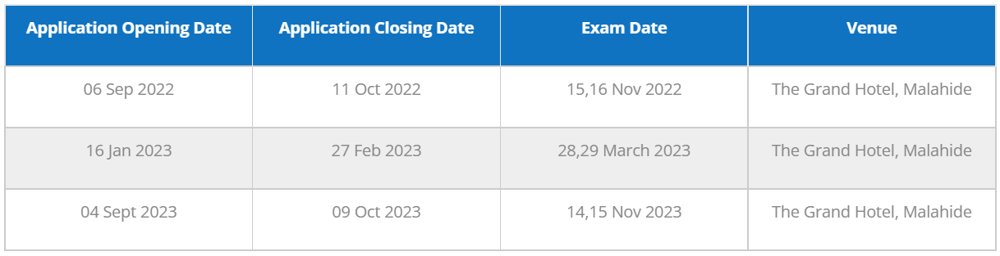 Application Opening Date Application Closing Date Exam Date Venue
06 Sep 2022 11 Oct 2022 15,16 Nov 2022 The Grand Hotel, Malahide
16 Jan 2023 27 Feb 2023 28,29 March 2023 The Grand Hotel, Malahide
04 Sept 2023 09 Oct 2023 14,15 Nov 2023 The Grand Hotel, Malahide